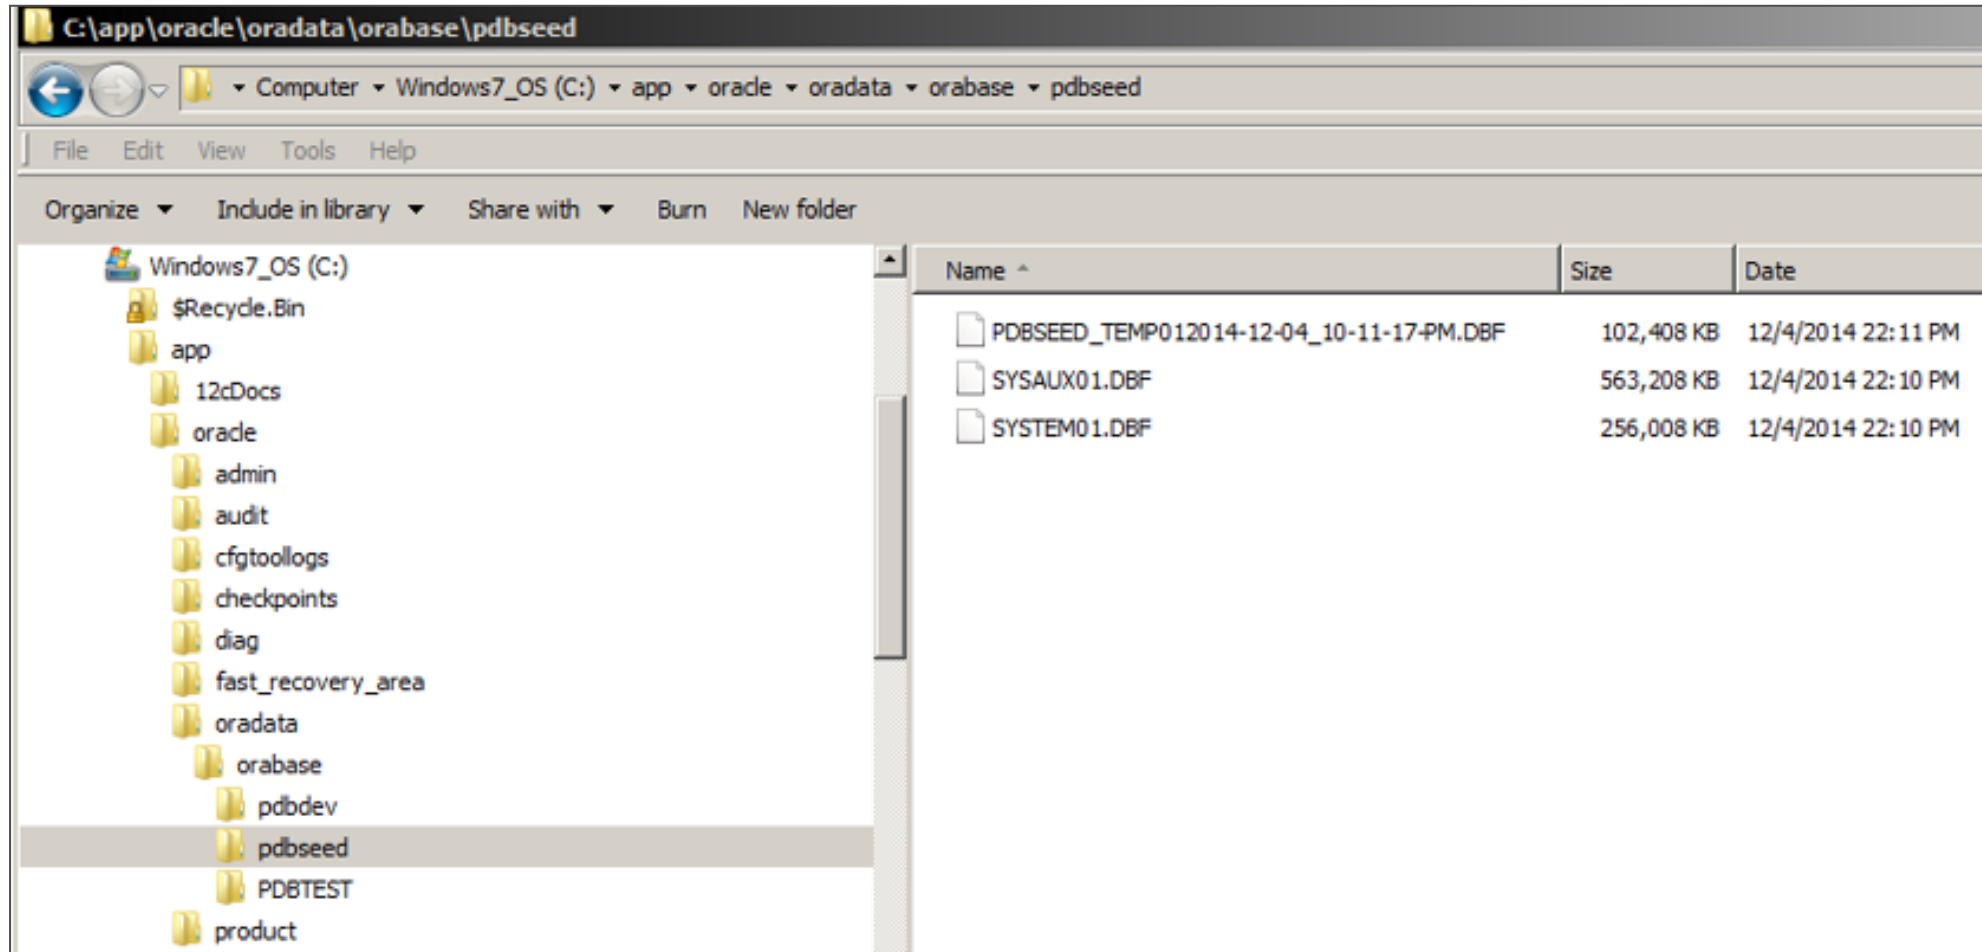 C:\app\oracle\oradata\orabase\pdbseed
Computer Windows7_OS (C:) app oracle oradata orabase pdbseed
File Edit View Tools Help
Organize Include in library Share with Burn New folder
Windows7_OS (C:)
$Recycle.Bin
app
12cDocs
oracle
admin
audit
cfgtoollogs
checkpoints
diag
fast_recovery_area
oradata
orabase
pdbdev
pdbseed
PDBTEST
product
Name Size Date
PDBSEED_TEMP012014-12-04_10-11-17-PM.DBF 102,408 KB 12/4/2014 22:11 PM
SYSAUX01.DBF 563,208 KB 12/4/2014 22:10 PM
SYSTEM01.DBF 256,008 KB 12/4/2014 22:10 PM